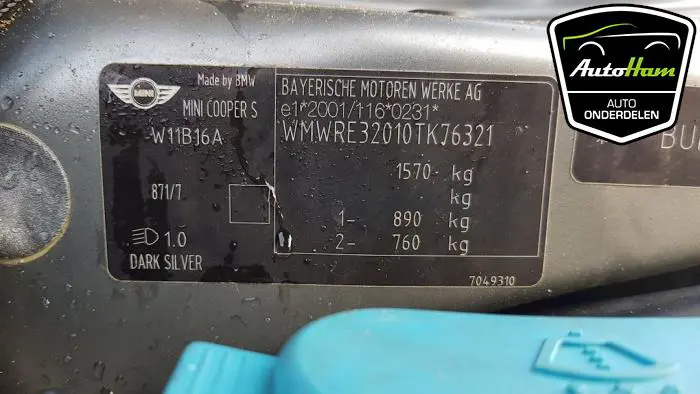 MINI
Made by BMW
MINI COOPER S
W11B16A
871/7
1.0
DARK SILVER
BAYERISCHE MOTOREN WERKE AG
e1*2001/116*0231*
WMWRE32010TK76321
1570 kg
kg
1- 890 kg
2- 760 kg
7049310
AutoHam
AUTO
ONDERDELEN